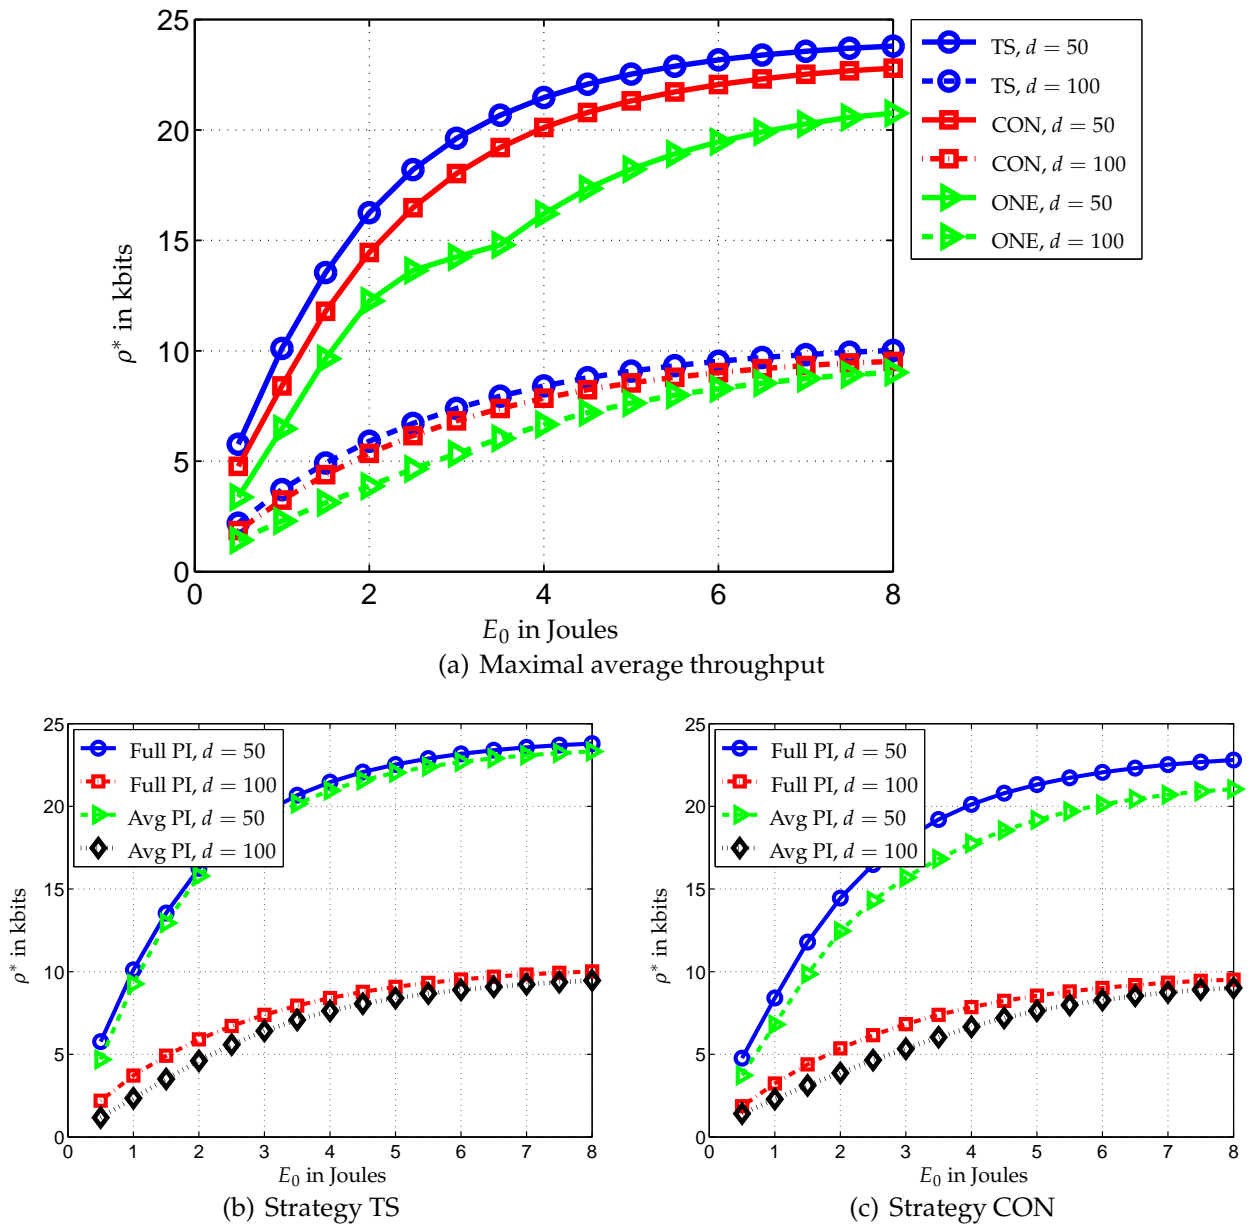 25
20
15
10
5
0
ρ* in kbits
0 2 4 6 8
E₀ in Joules
TS, d = 50
TS, d = 100
CON, d = 50
CON, d = 100
ONE, d = 50
ONE, d = 100
(a) Maximal average throughput
25
20
15
10
5
0
ρ* in kbits
Full PI, d = 50
Full PI, d = 100
Avg PI, d = 50
Avg PI, d = 100
0 1 2 3 4 5 6 7 8
E₀ in Joules
(b) Strategy TS
25
20
15
10
5
0
ρ* in kbits
Full PI, d = 50
Full PI, d = 100
Avg PI, d = 50
Avg PI, d = 100
0 1 2 3 4 5 6 7 8
E₀ in Joules
(c) Strategy CON